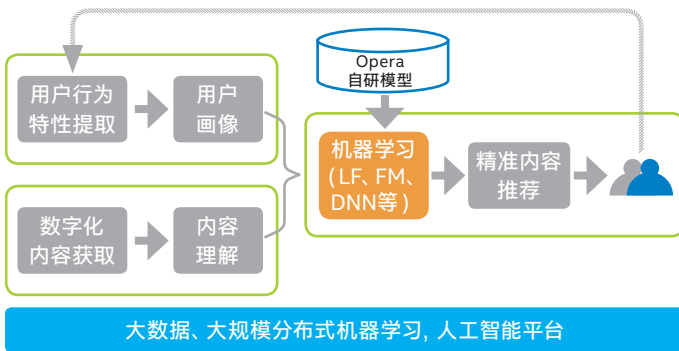 Opera
自研模型
用户行为
特性提取
用户
画像
机器学习
(LF、FM、
DNN等)
精准内容
推荐
数字化
内容获取
内容
理解
大数据、大规模分布式机器学习, 人工智能平台